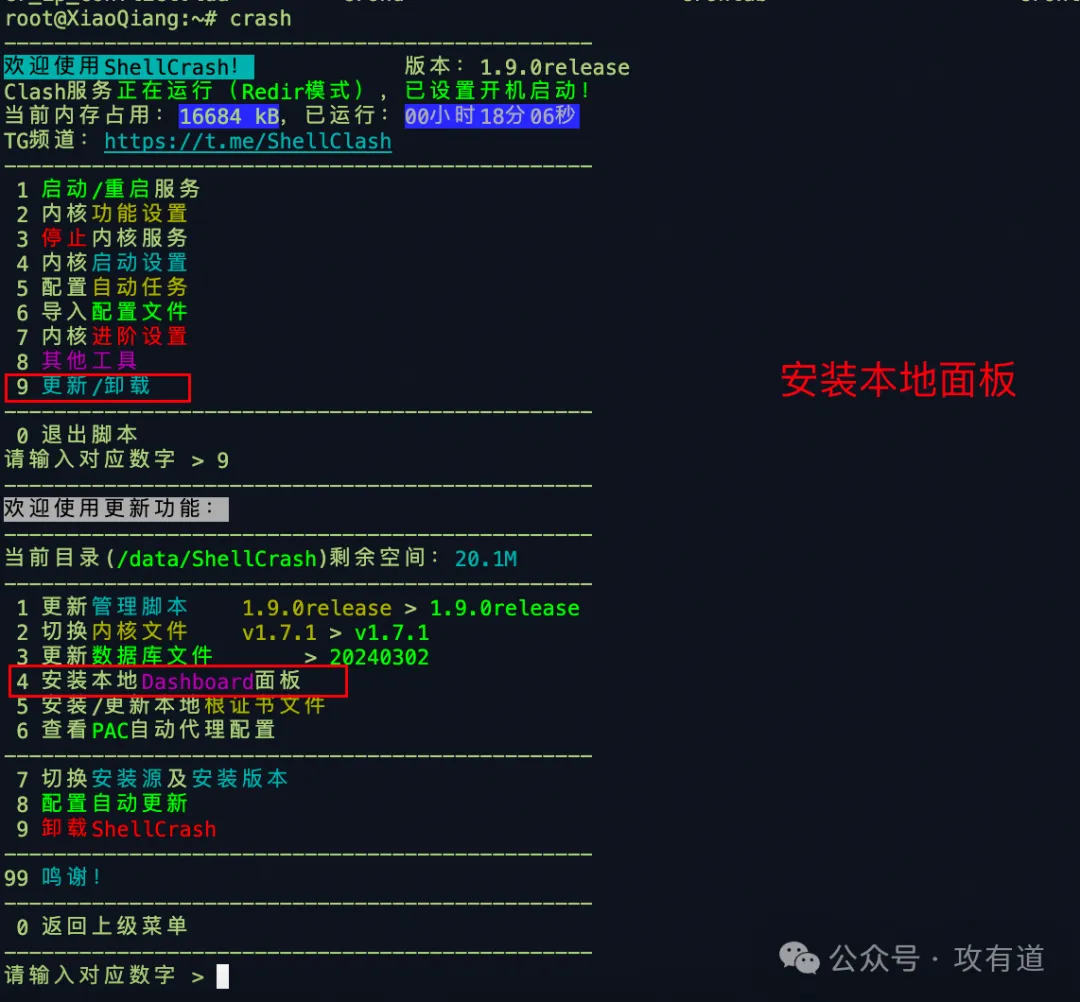 root@XiaoQiang:~# crash
欢迎使用ShellCrash! 版本: 1.9.0release
Clash服务正在运行（Redir模式）, 已设置开机启动!
当前内存占用: 16684 kB, 已运行: 00小时18分06秒
TG频道: https://t.me/ShellClash
1 启动/重启服务
2 内核功能设置
3 停止内核服务
4 内核启动设置
5 配置自动任务
6 导入配置文件
7 内核进阶设置
8 其他工具
9 更新/卸载
安装本地面板
0 退出脚本
请输入对应数字 > 9
欢迎使用更新功能:
当前目录(/data/ShellCrash)剩余空间: 20.1M
1 更新管理脚本 1.9.0release > 1.9.0release
2 切换内核文件 v1.7.1 > v1.7.1
3 更新数据库文件 > 20240302
4 安装本地Dashboard面板
5 安装/更新本地根证书文件
6 查看PAC自动代理配置
7 切换安装源及安装版本
8 配置自动更新
9 卸载ShellCrash
99 鸣谢!
0 返回上级菜单
请输入对应数字 >
公众号 · 攻有道